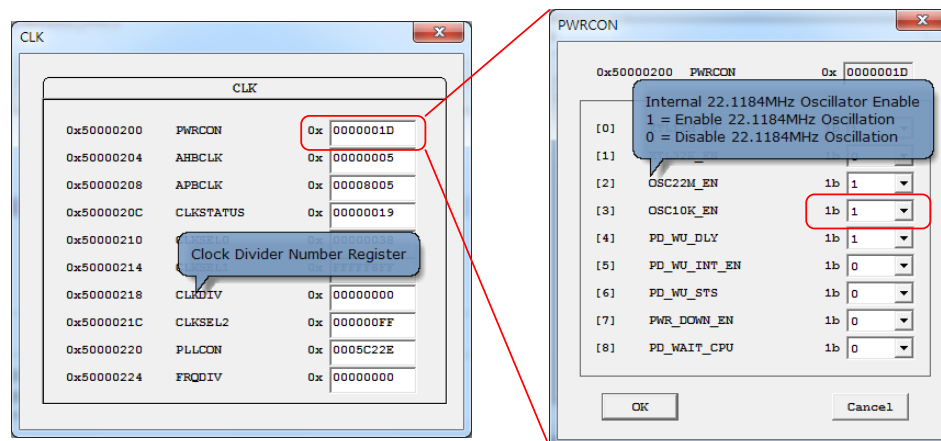 CLK
CLK
0x50000200 PWRCON 0x 0000001D
0x50000204 AHBCLK 0x 00000005
0x50000208 APBCLK 0x 00008005
0x5000020C CLKSTATUS 0x 00000019
0x50000210 CLKSEL0 0x 00000038
Clock Divider Number Register
0x50000214 0x
0x50000218 CLKDIV 0x 00000000
0x5000021C CLKSEL2 0x 000000FF
0x50000220 PLLCON 0x 0005C22E
0x50000224 FRQDIV 0x 00000000
PWRCON
0x50000200 PWRCON 0x 0000001D
Internal 22.1184MHz Oscillator Enable
1 = Enable 22.1184MHz Oscillation
0 = Disable 22.1184MHz Oscillation
[0]
[1]
[2] OSC22M_EN 1b 1
[3] OSC10K_EN 1b 1
[4] PD_WU_DLY 1b 1
[5] PD_WU_INT_EN 1b 0
[6] PD_WU_STS 1b 0
[7] PWR_DOWN_EN 1b 0
[8] PD_WAIT_CPU 1b 0
OK Cancel